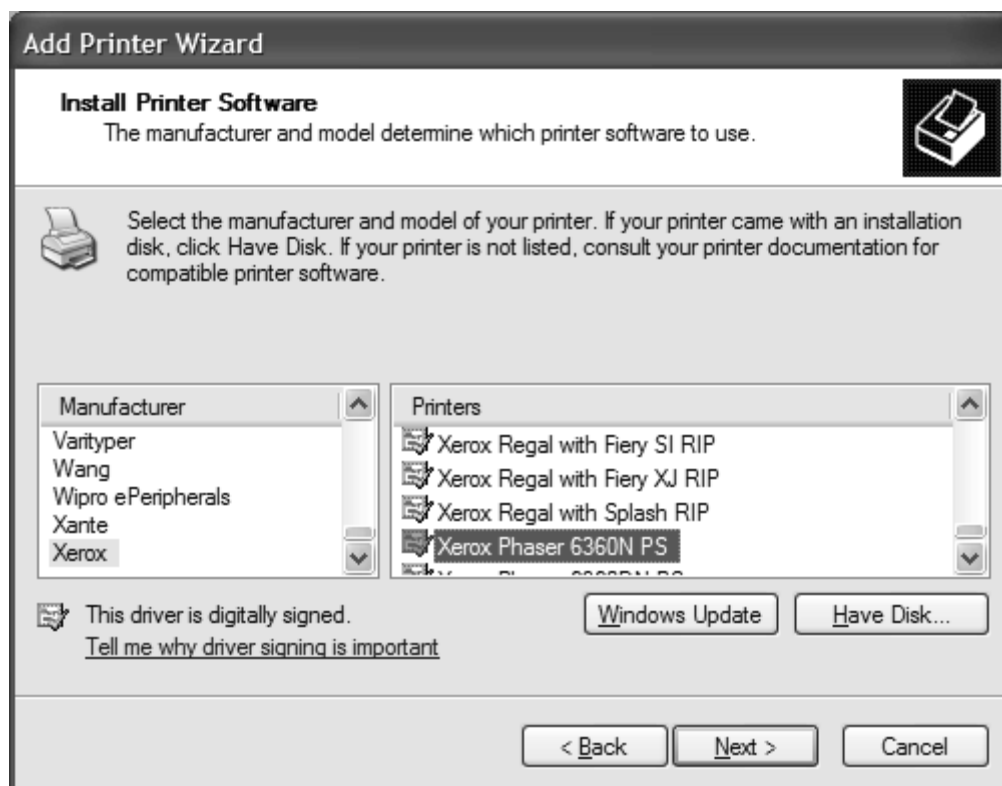 Add Printer Wizard
Install Printer Software
The manufacturer and model determine which printer software to use.
Select the manufacturer and model of your printer. If your printer came with an installation
disk, click Have Disk. If your printer is not listed, consult your printer documentation for
compatible printer software.
Manufacturer
Varityper
Wang
Wipro ePeripherals
Xante
Xerox
Printers
Xerox Regal with Fiery SI RIP
Xerox Regal with Fiery XJ RIP
Xerox Regal with Splash RIP
Xerox Phaser 6360N PS
This driver is digitally signed.
Tell me why driver signing is important
Windows Update
Have Disk...
< Back
Next >
Cancel